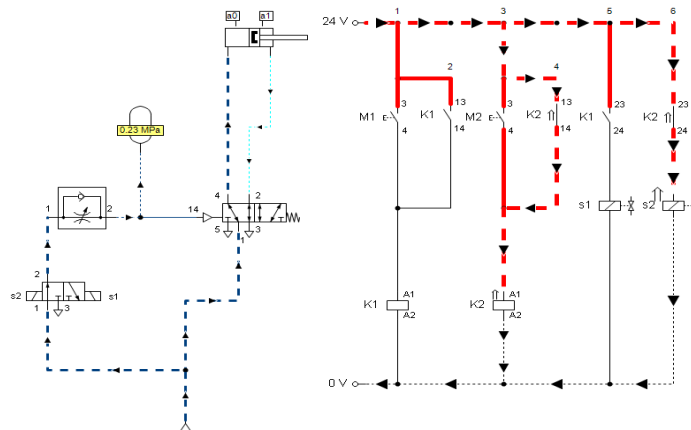 a0 a1
24 V 1 3 5 6
2 4
0.23 MPa
M1 3 4
K1 13 14
M2 3 4
K2 13 14
K1 23 24
K2 23 24
1 2
14 4 2
5 1 3
s1
s2
2
s2 s1
1 3
K1 A1
A2
K2 A1
A2
0 V